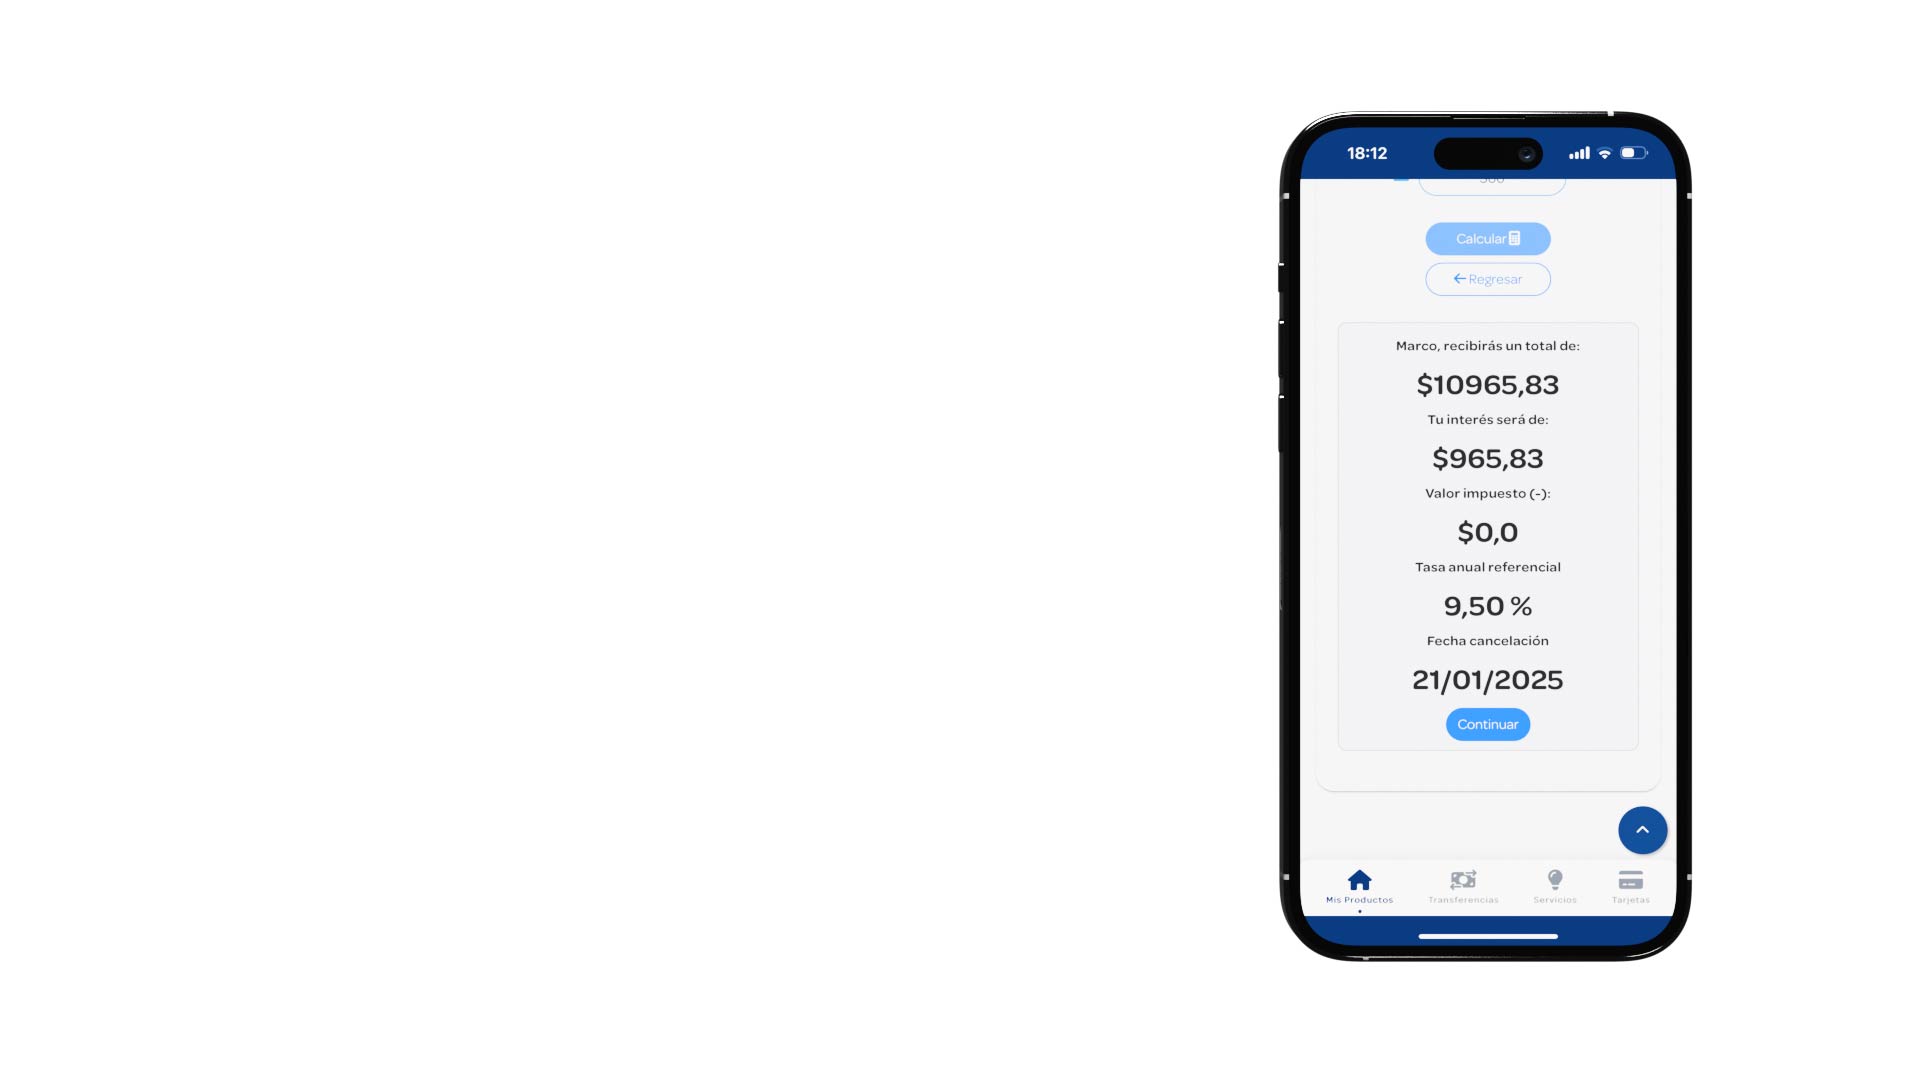 18:12
Calcular
Regresar
Marco, recibirás un total de:
$10965,83
Tu interés será de:
$965,83
Valor impuesto (-):
$0,0
Tasa anual referencial
9,50 %
Fecha cancelación
21/01/2025
Continuar
Mis Productos Transferencias Servicios Tarjetas